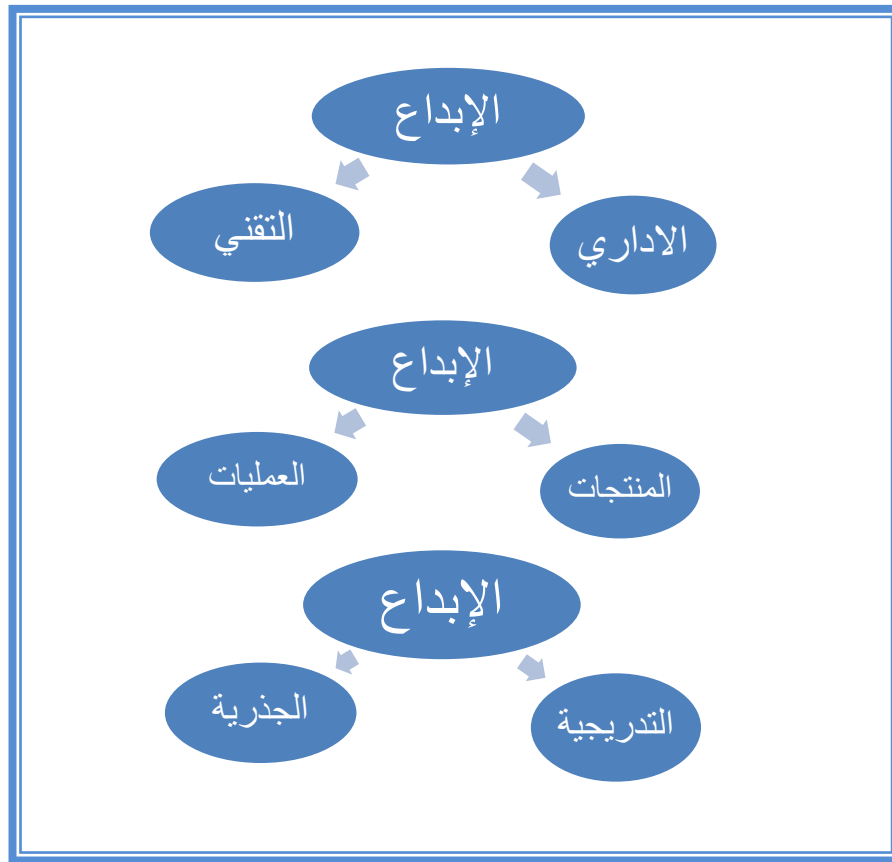 الإبداع
الاداري
التقني
الإبداع
المنتجات
العمليات
الإبداع
التدريجية
الجذرية